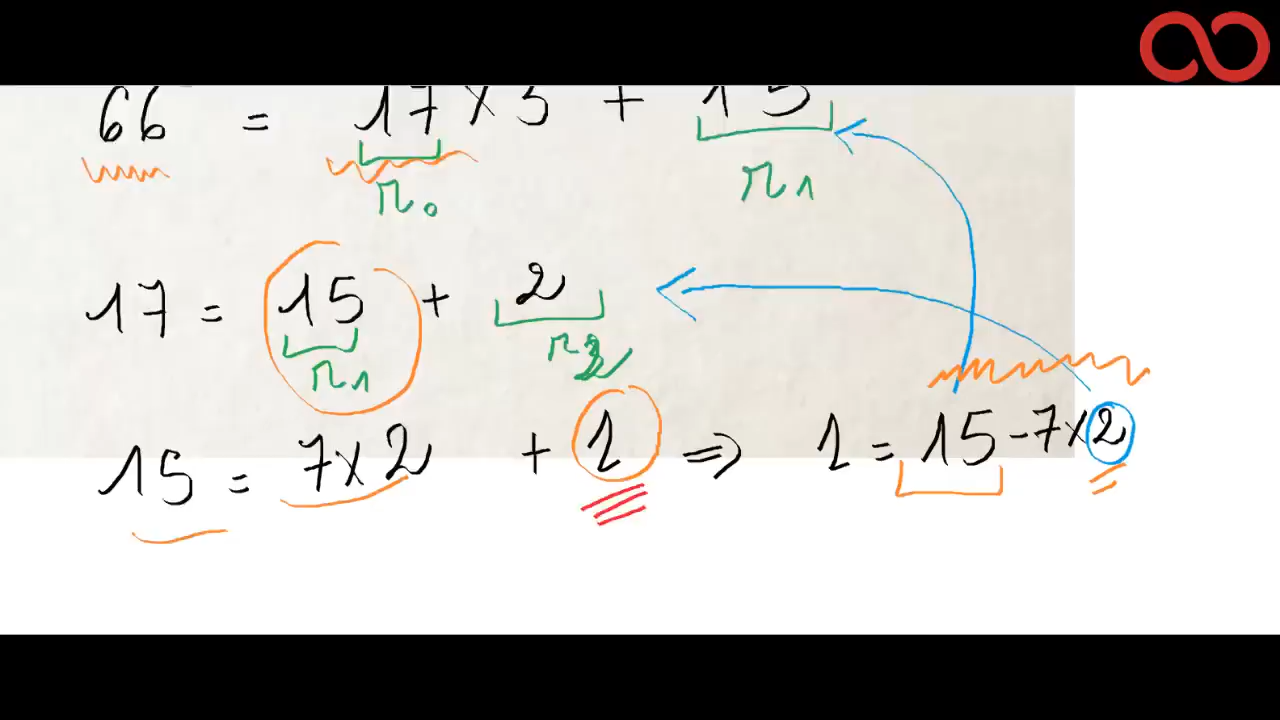 66 = 17 × 3 + 15
r₀ r₁
17 = 15 + 2
r₁ r₂
15 = 7×2 + 1 ⇒ 1 = 15 - 7×2